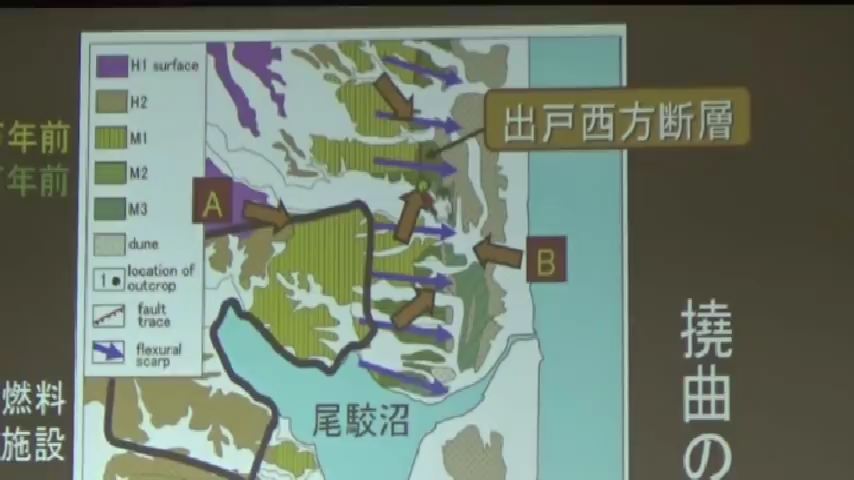 H1 surface
H2
M1
M2
M3
dune
1 location of
outcrop
fault
trace
flexural
scarp
年前
年前
燃料
施設
A
B
出戸西方断層
尾駮沼
撓曲の